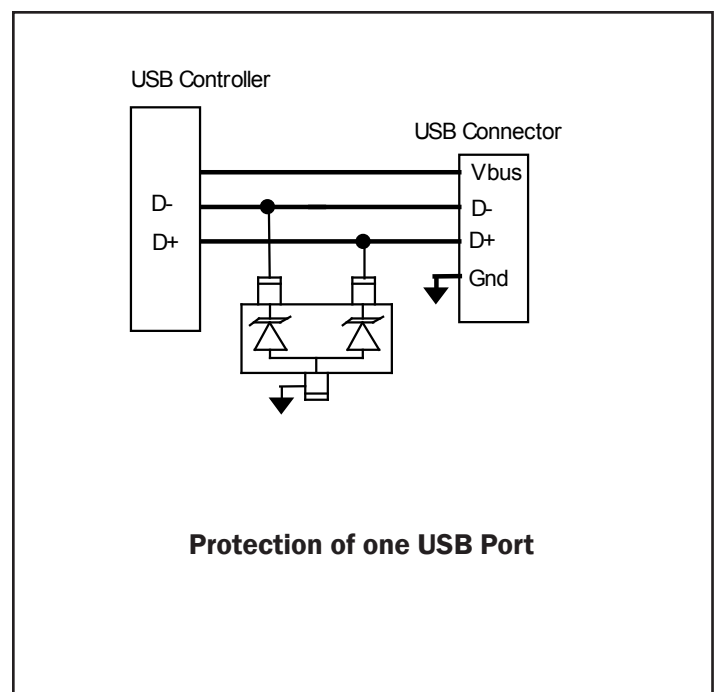 USB Controller
USB Connector
Vbus
D-
D-
D+
D+
Gnd
Protection of one USB Port